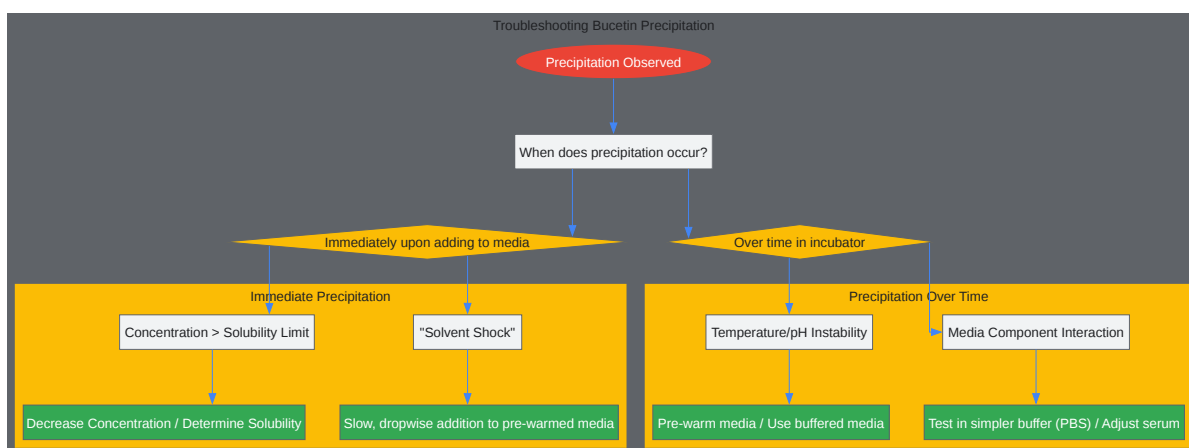 Troubleshooting Bucetin Precipitation
Precipitation Observed
When does precipitation occur?
Immediately upon adding to media
Over time in incubator
Immediate Precipitation
Precipitation Over Time
Concentration > Solubility Limit
"Solvent Shock"
Temperature/pH Instability
Media Component Interaction
Decrease Concentration / Determine Solubility
Slow, dropwise addition to pre-warmed media
Pre-warm media / Use buffered media
Test in simpler buffer (PBS) / Adjust serum